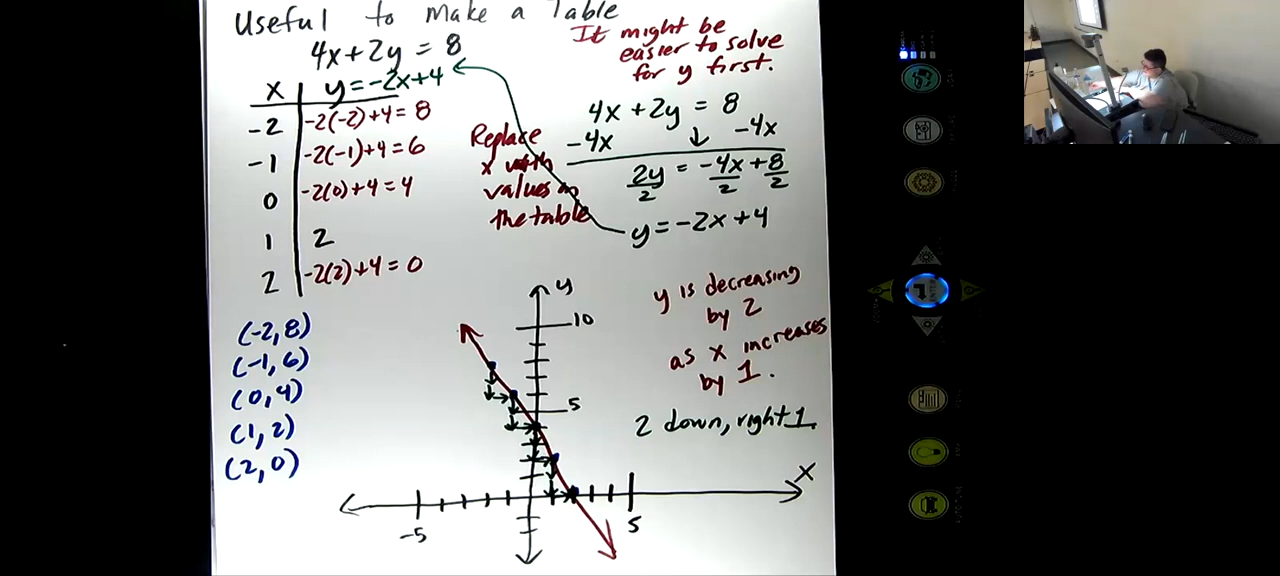 Useful to Make a Table
4x+2y = 8
x y=-2x+4
-2 -2(-2)+4=8
-1 -2(-1)+4=6
0 -2(0)+4=4
1 2
2 -2(2)+4=0
(-2,8)
(-1,6)
(0,4)
(1,2)
(2,0)
It might be
easier to solve
for y first.
4x+2y = 8
-4x -4x
2y = -4x+8
2 2 2
y=-2x+4
Replace
x with
values on
the table
y is decreasing
by 2
as x increases
by 1.
2 down, right 1.
y
10
5
x
-5
5